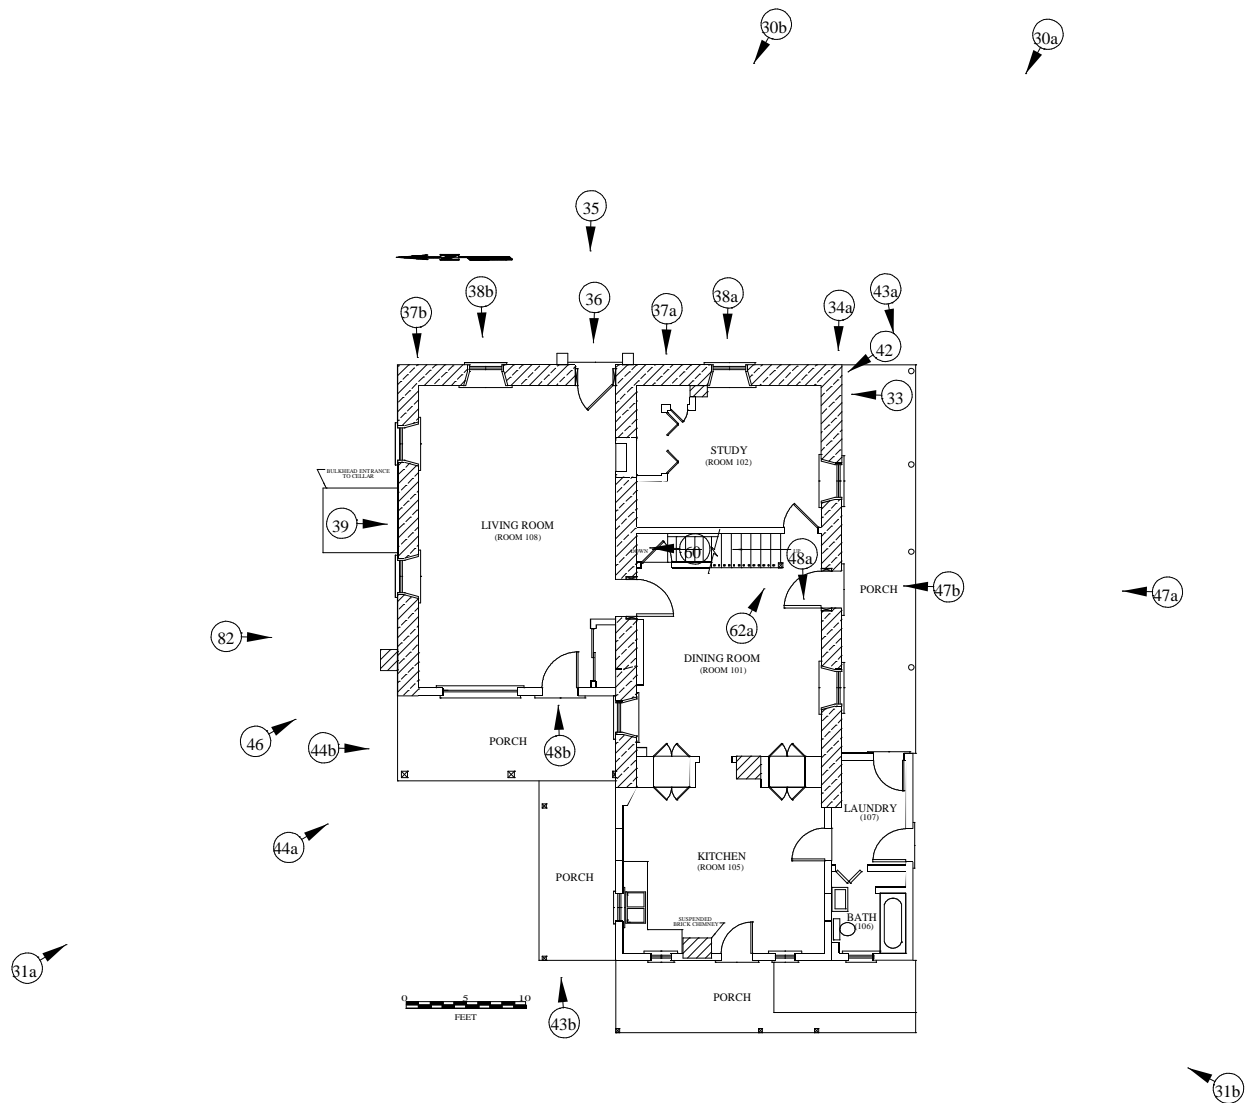 30b
30a
35
38b
36
37b
37a
38a
34a
43a
42
33
STUDY
(ROOM 102)
BULKHEAD ENTRANCE
TO CELLAR
39
LIVING ROOM
(ROOM 108)
DOWN
60
48a
PORCH
47b
47a
82
62a
DINING ROOM
(ROOM 101)
46
44b
PORCH
48b
44a
LAUNDRY
(107)
KITCHEN
(ROOM 105)
PORCH
SUSPENDED
BRICK CHIMNEY
BATH
(106)
31a
0 5 10
FEET
43b
PORCH
31b